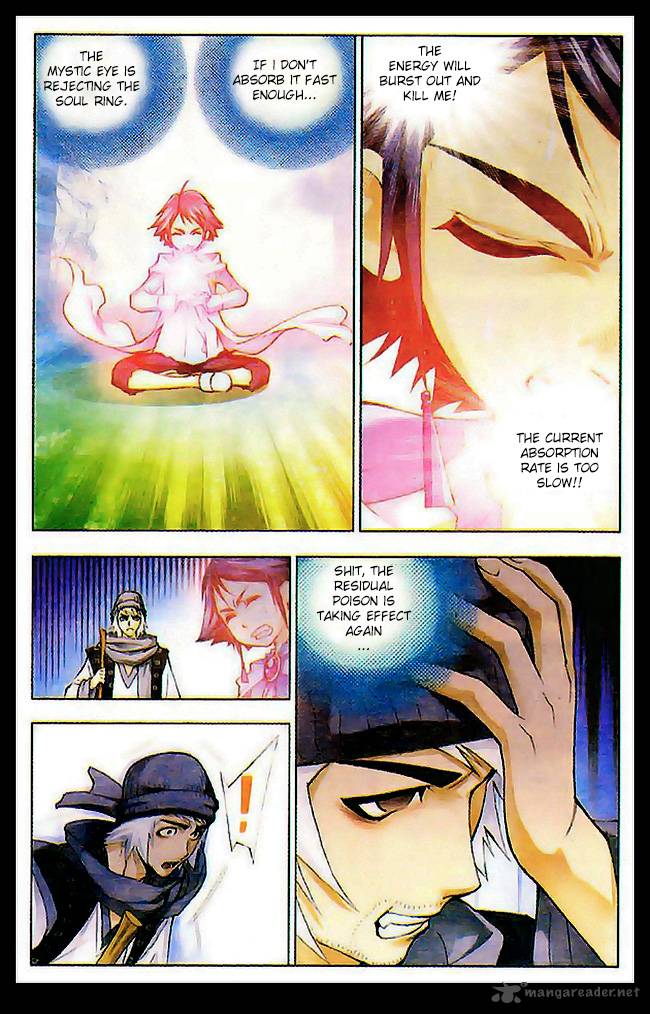 THE
MYSTIC EYE IS
REJECTING THE
SOUL RING.
IF I DON'T
ABSORB IT FAST
ENOUGH...
THE
ENERGY WILL
BURST OUT AND
KILL ME!
THE CURRENT
ABSORPTION
RATE IS TOO
SLOW!!
SHIT, THE
RESIDUAL
POISON IS
TAKING EFFECT
AGAIN
...
!
mangareader.net